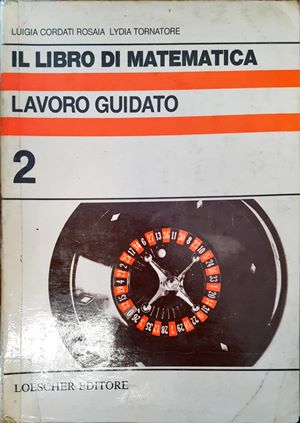 LUIGIA CORDATI ROSAIA LYDIA TORNATORE
IL LIBRO DI MATEMATICA
LAVORO GUIDATO
2
LOESCHER EDITORE